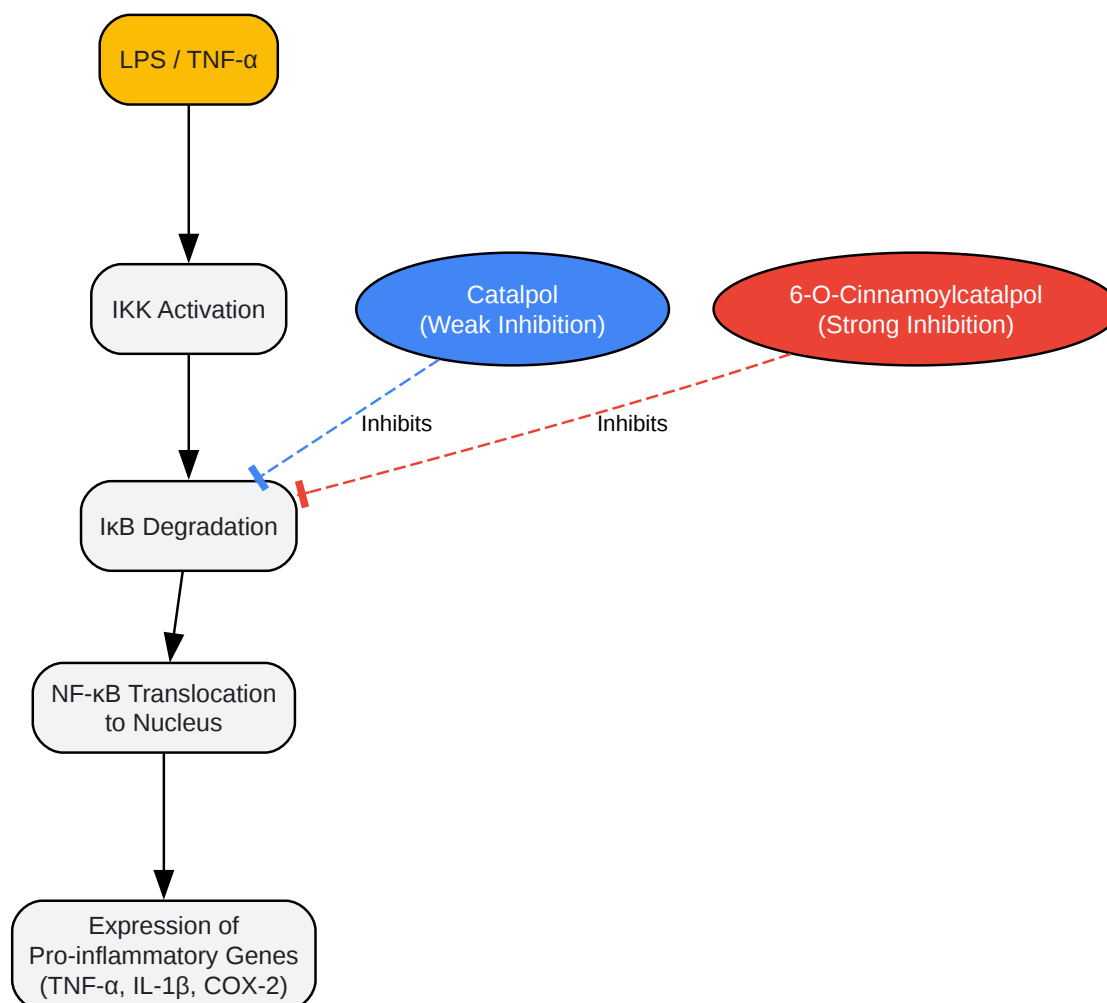 LPS / TNF-α
IKK Activation
Catalpol
(Weak Inhibition)
6-O-Cinnamoylcatalpol
(Strong Inhibition)
Inhibits
Inhibits
IκB Degradation
NF-κB Translocation
to Nucleus
Expression of
Pro-inflammatory Genes
(TNF-α, IL-1β, COX-2)